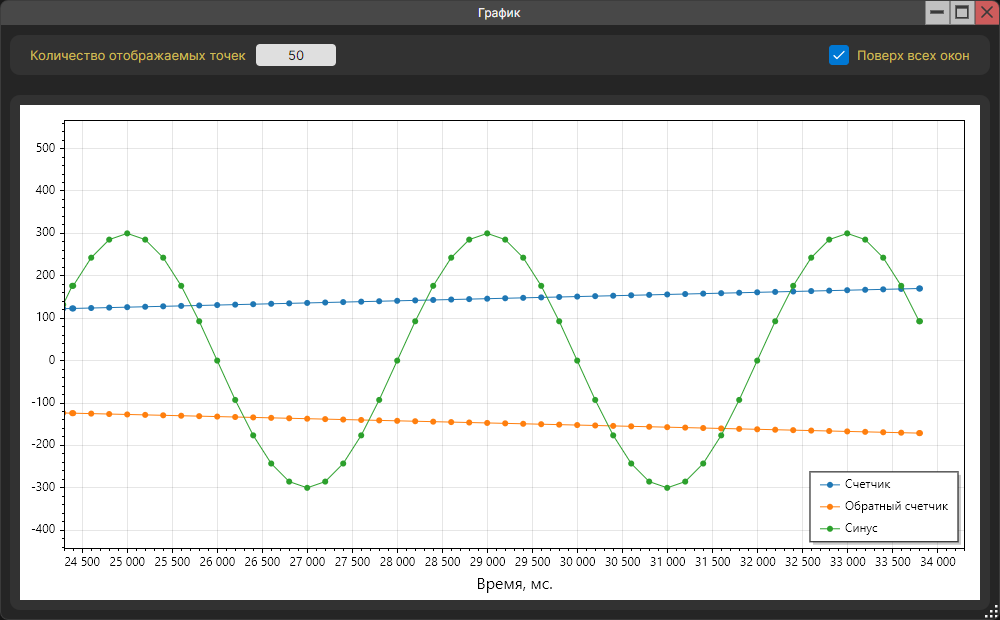 График
Количество отображаемых точек 50
Поверх всех окон
500
400
300
200
100
0
-100
-200
-300
-400
Счетчик
Обратный счетчик
Синус
24 500 25 000 25 500 26 000 26 500 27 000 27 500 28 000 28 500 29 000 29 500 30 000 30 500 31 000 31 500 32 000 32 500 33 000 33 500 34 000
Время, мс.